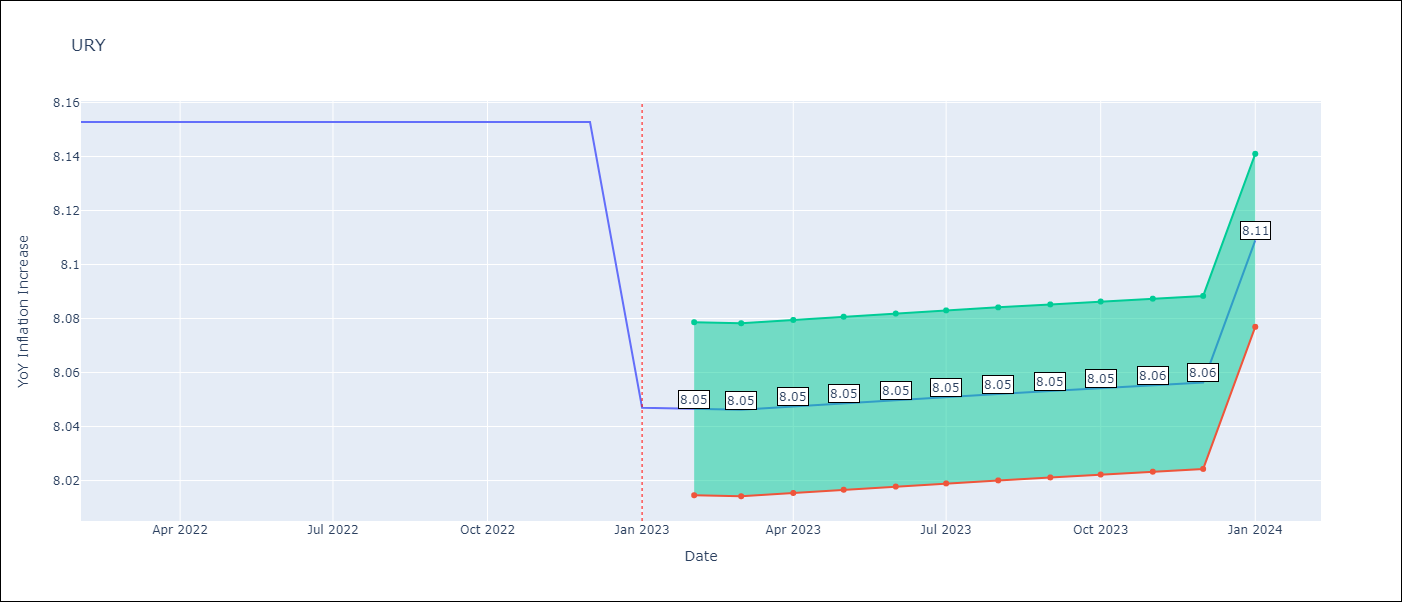 URY
8.16
8.14
8.12
8.1
8.08
8.06
8.04
8.02
YoY Inflation Increase
8.05
8.05
8.05
8.05
8.05
8.05
8.05
8.05
8.05
8.06
8.06
8.11
Apr 2022
Jul 2022
Oct 2022
Jan 2023
Apr 2023
Jul 2023
Oct 2023
Jan 2024
Date